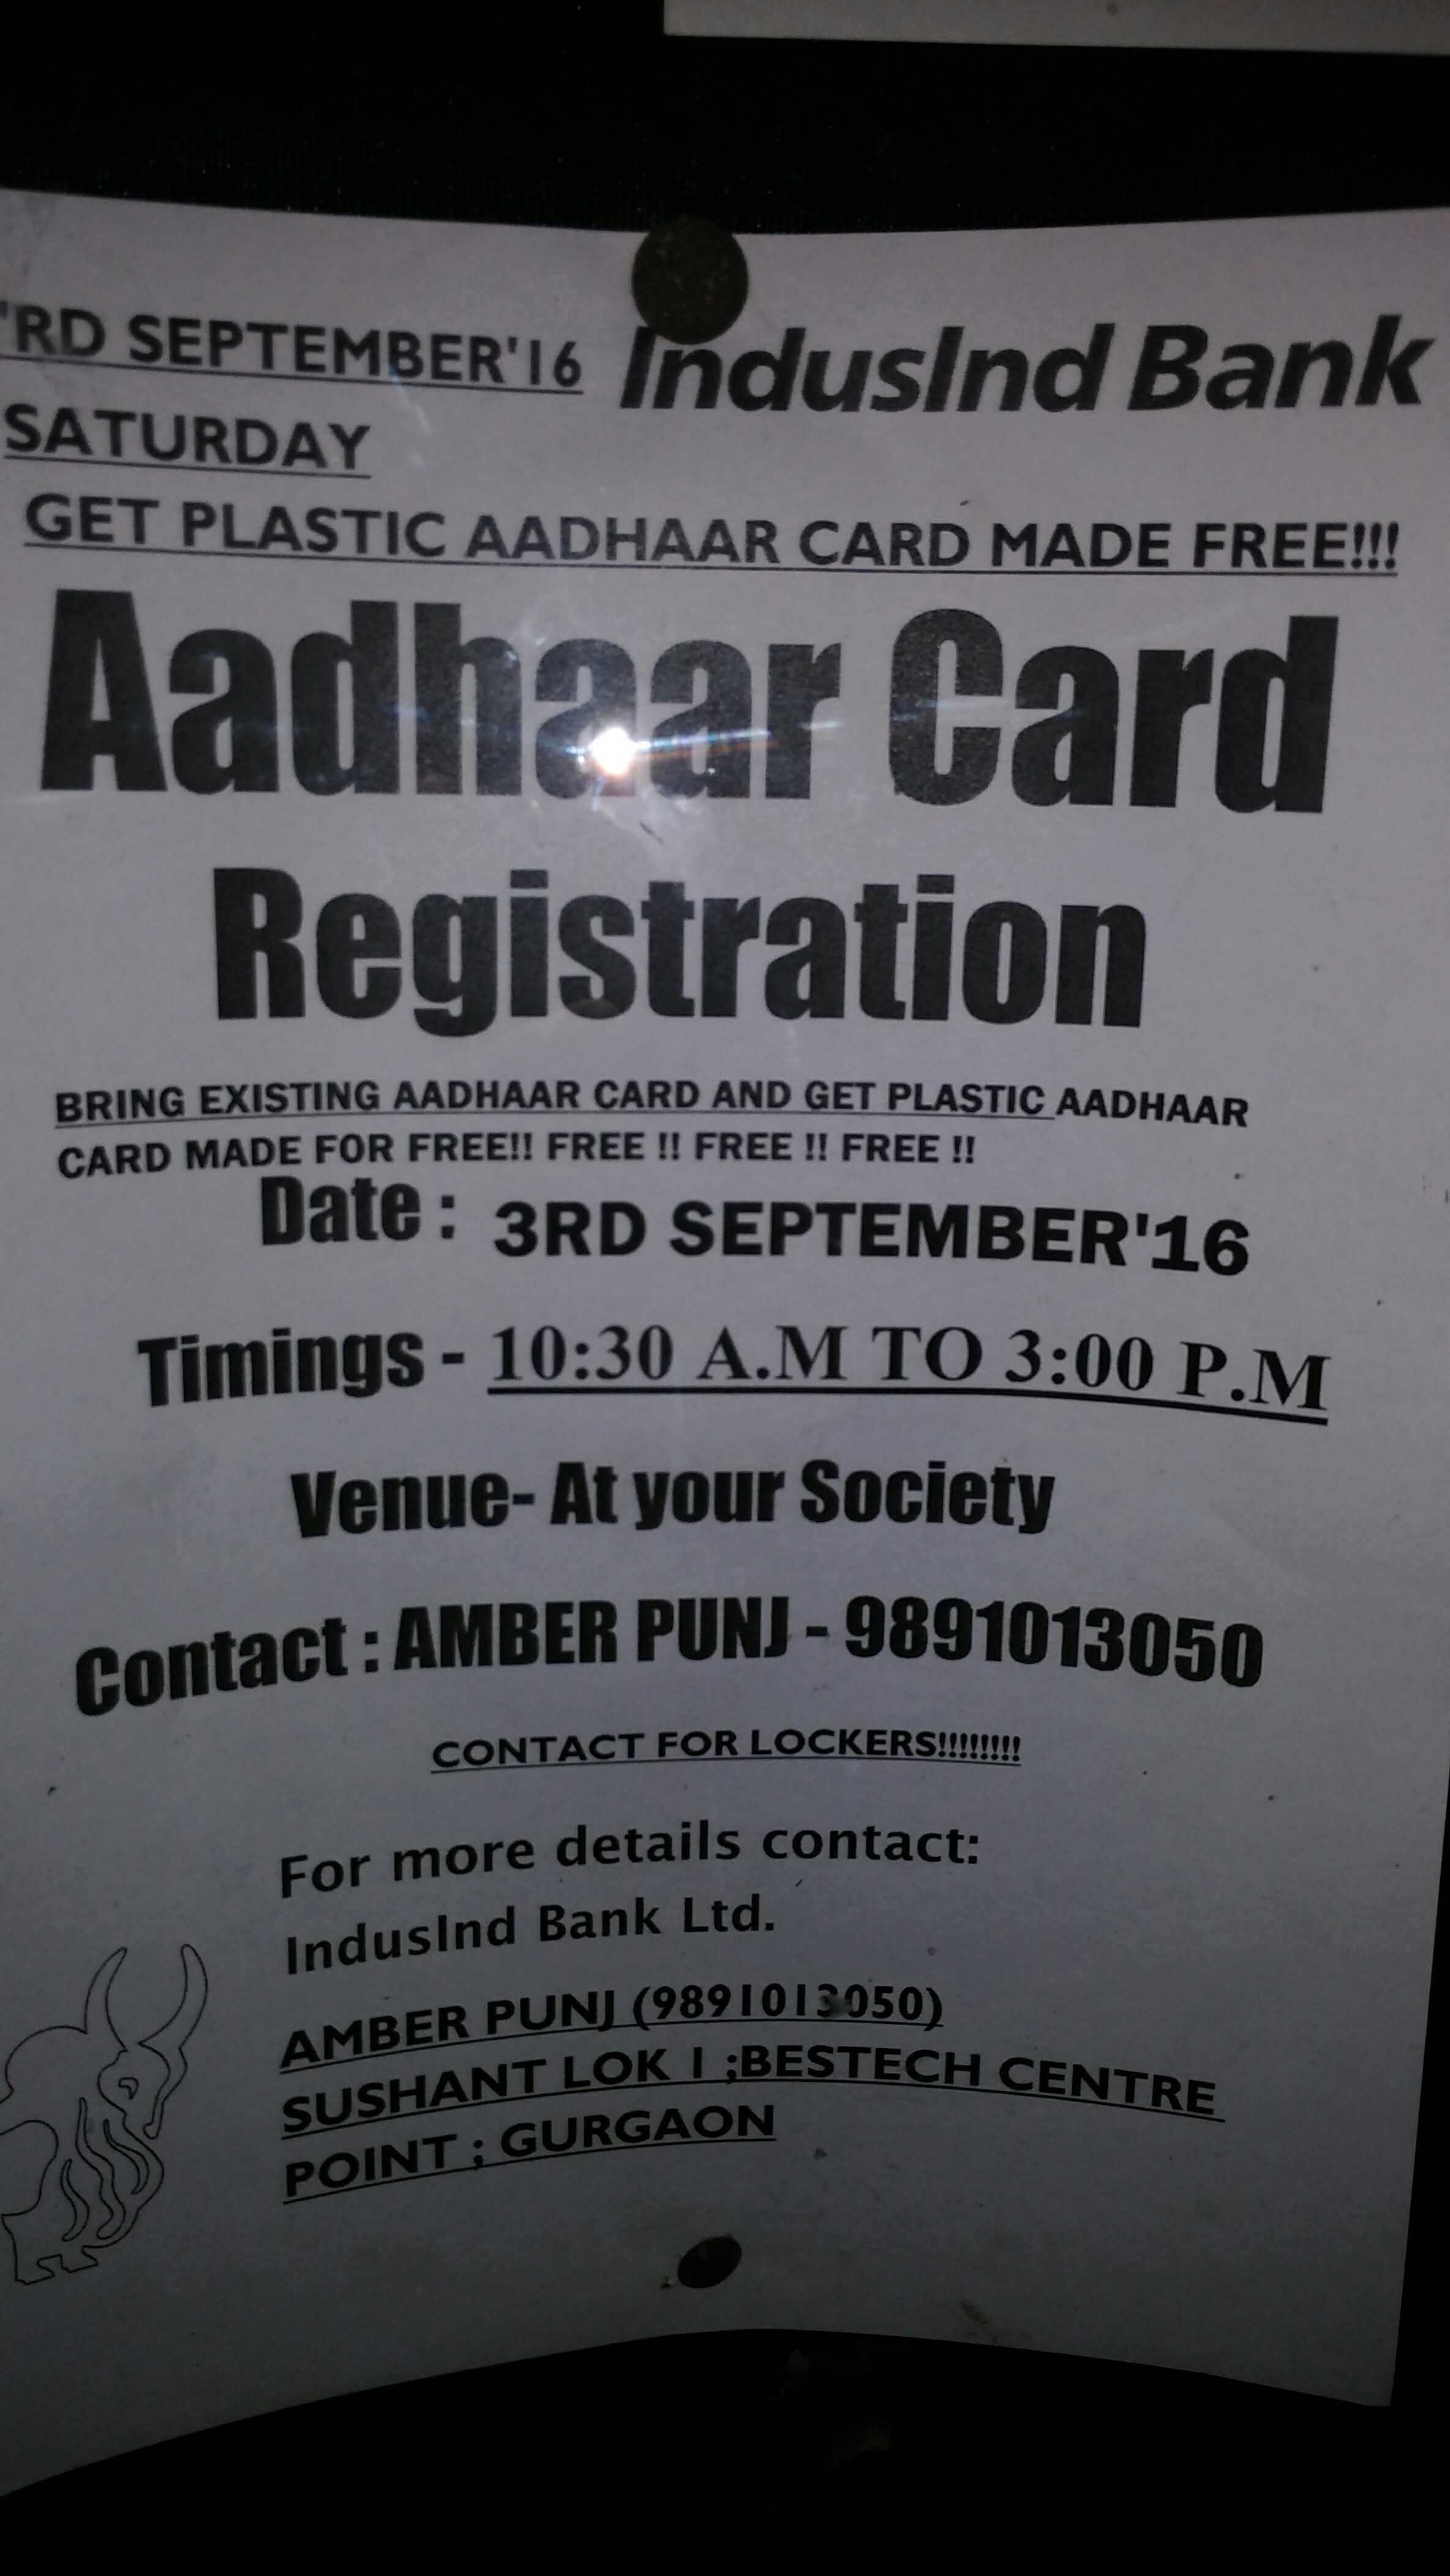 'RD SEPTEMBER'16
IndusInd Bank
SATURDAY
GET PLASTIC AADHAAR CARD MADE FREE!!!
Aadhaar Card
Registration
BRING EXISTING AADHAAR CARD AND GET PLASTIC AADHAAR
CARD MADE FOR FREE!! FREE !! FREE !! FREE !!
Date : 3RD SEPTEMBER'16
Timings - 10:30 A.M TO 3:00 P.M
Venue- At your Society
Contact : AMBER PUNJ - 9891013050
CONTACT FOR LOCKERS!!!!!!!!!
For more details contact:
IndusInd Bank Ltd.
AMBER PUNJ (9891013050)
SUSHANT LOK I ;BESTECH CENTRE
POINT ; GURGAON